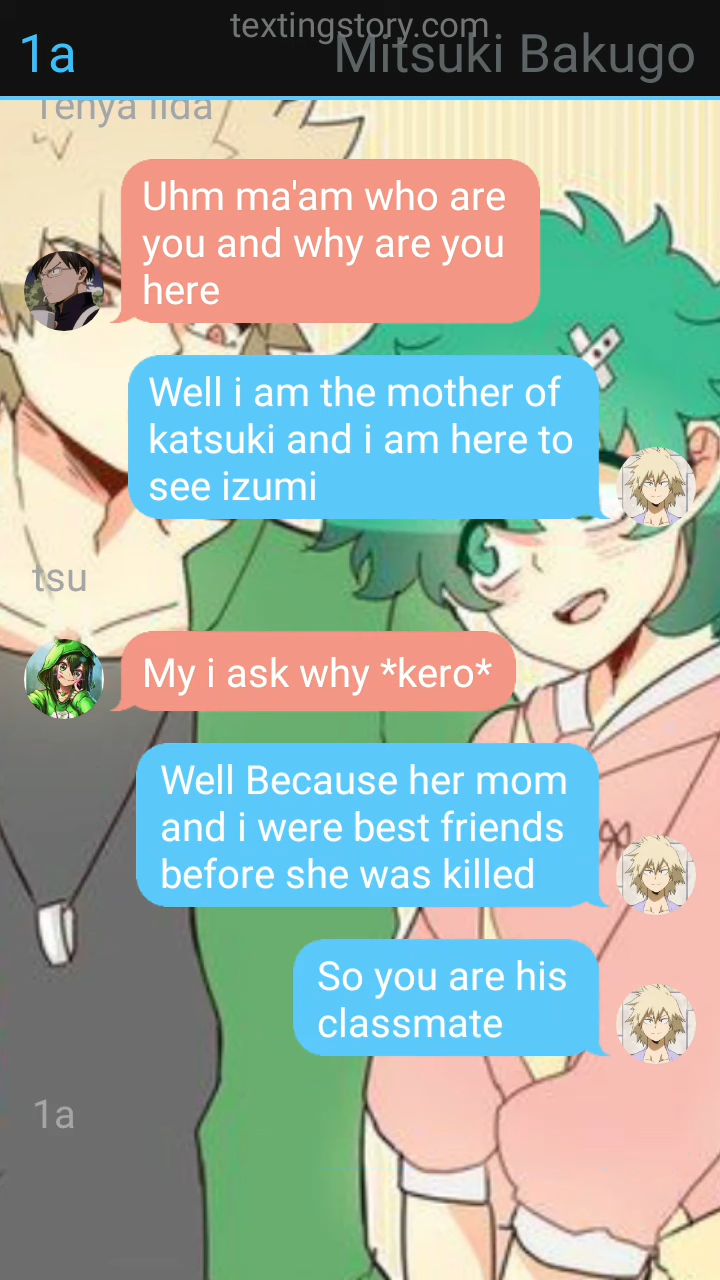 textingstory.com
1a
Mitsuki Bakugo
Tenya Iida
Uhm ma'am who are
you and why are you
here
Well i am the mother of
katsuki and i am here to
see izumi
tsu
My i ask why *kero*
Well Because her mom
and i were best friends
before she was killed
So you are his
classmate
1a